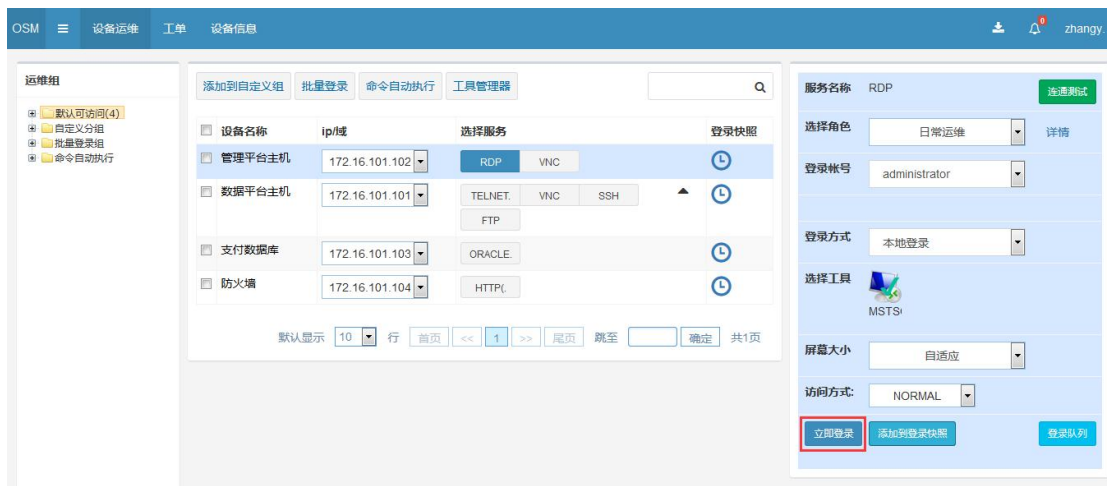 OSM 设备运维 工单 设备信息 0 zhangy.
运维组
默认可访问(4)
自定义分组
批量登录组
命令自动执行
添加到自定义组 批量登录 命令自动执行 工具管理器
设备名称 ip/域 选择服务 登录快照
管理平台主机 172.16.101.102 RDP VNC
数据平台主机 172.16.101.101 TELNET. VNC SSH
FTP
支付数据库 172.16.101.103 ORACLE.
防火墙 172.16.101.104 HTTP(.
默认显示 10 行 首页 << 1 >> 尾页 跳至 确定 共1页
服务名称 RDP 连通测试
选择角色 日常运维 详情
登录帐号 administrator
登录方式 本地登录
选择工具
MSTS
屏幕大小 自适应
访问方式: NORMAL
立即登录 添加到登录快照 登录队列